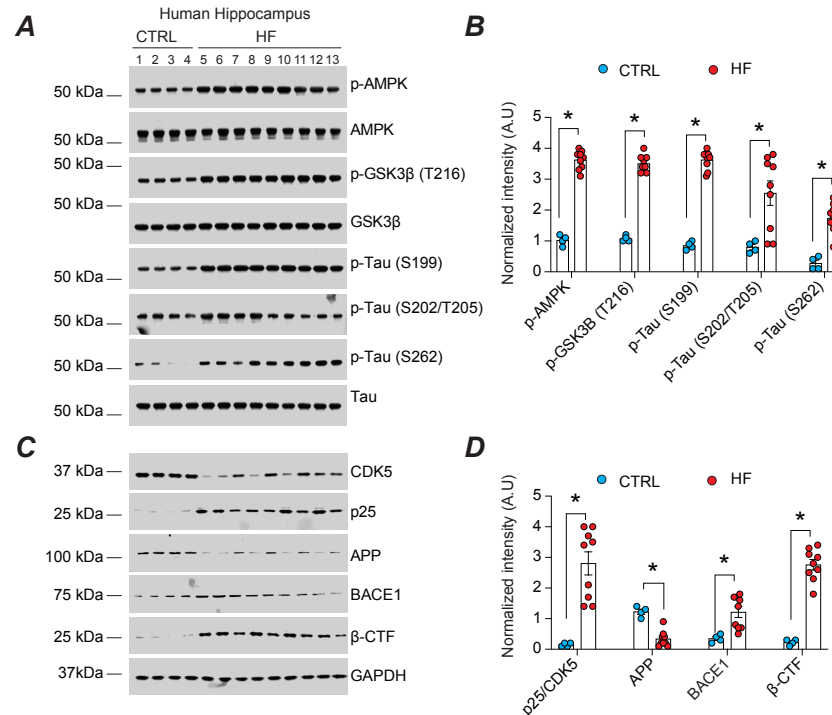 Human Hippocampus
A
CTRL HF
1 2 3 4 5 6 7 8 9 10 11 12 13
50 kDa p-AMPK
50 kDa AMPK
50 kDa p-GSK3β (T216)
50 kDa GSK3β
50 kDa p-Tau (S199)
50 kDa p-Tau (S202/T205)
50 kDa p-Tau (S262)
50 kDa Tau
B
CTRL HF
Normalized intensity (A.U)
5
4
3
2
1
0
* * * * *
p-AMPK
p-GSK3B (T216)
p-Tau (S199)
p-Tau (S202/T205)
p-Tau (S262)
C
37 kDa CDK5
25 kDa p25
100 kDa APP
75 kDa BACE1
25 kDa β-CTF
37kDa GAPDH
D
CTRL HF
Normalized intensity (A.U)
5
4
3
2
1
0
* * * *
p25/CDK5
APP
BACE1
β-CTF